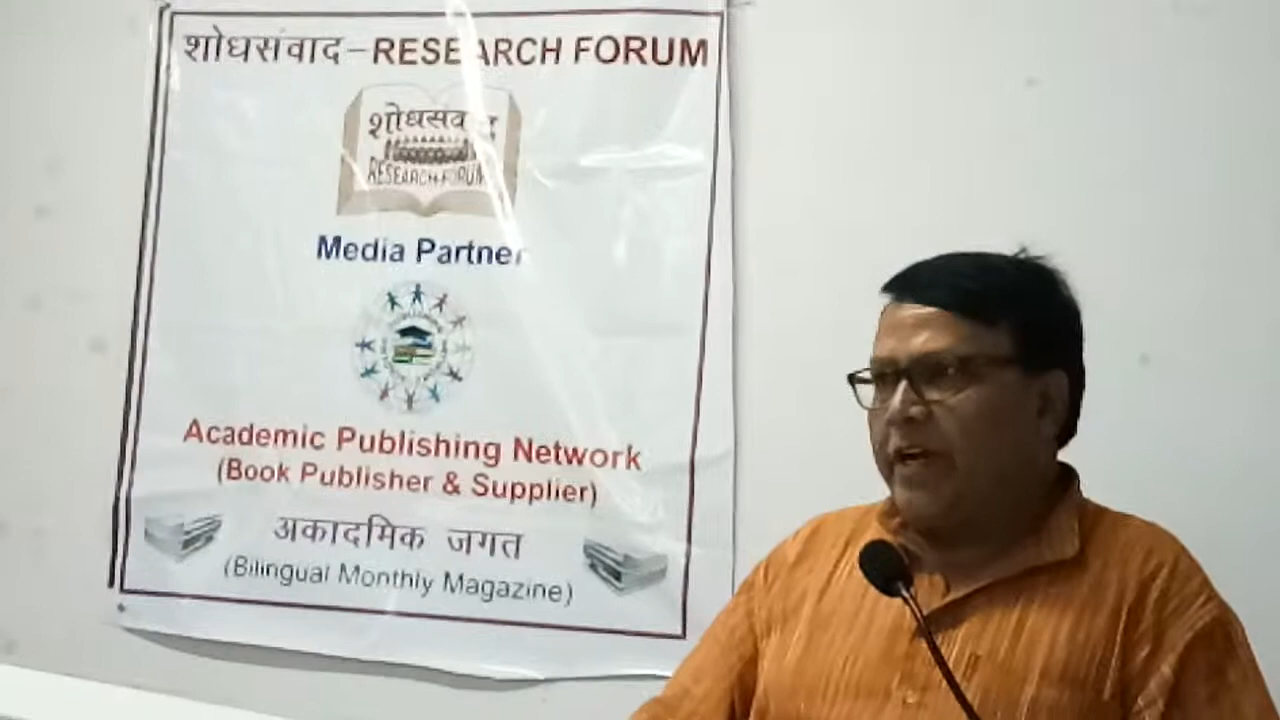 शोधसंवाद – RESEARCH FORUM
शोधसंवाद
RESEARCH FORUM
Media Partner
Academic Publishing Network
(Book Publisher & Supplier)
अकादमिक जगत
(Bilingual Monthly Magazine)